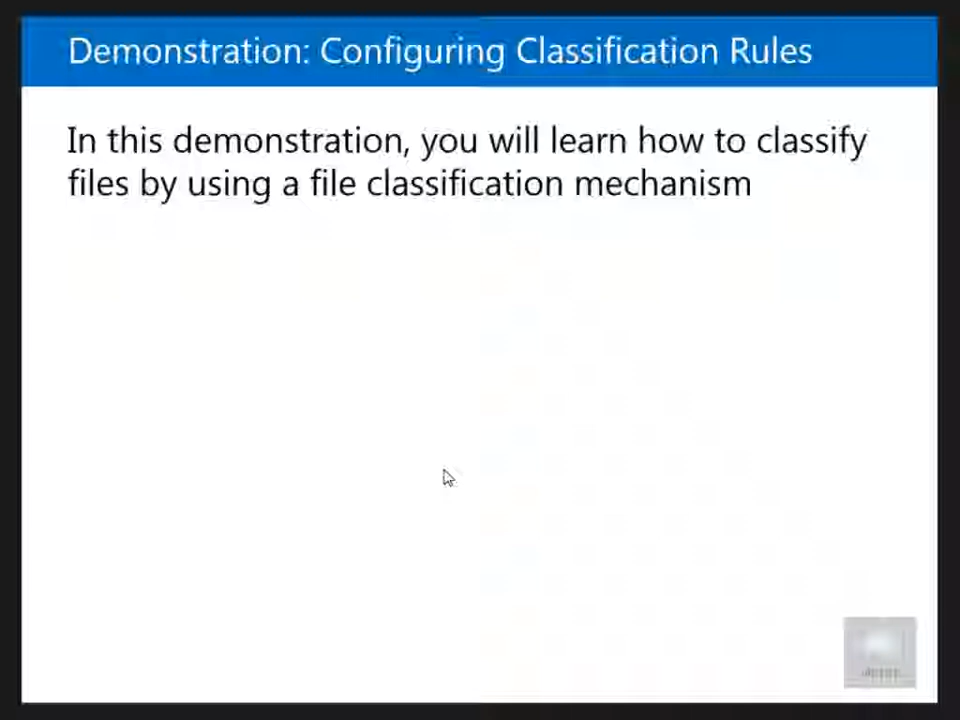 Demonstration: Configuring Classification Rules
In this demonstration, you will learn how to classify
files by using a file classification mechanism